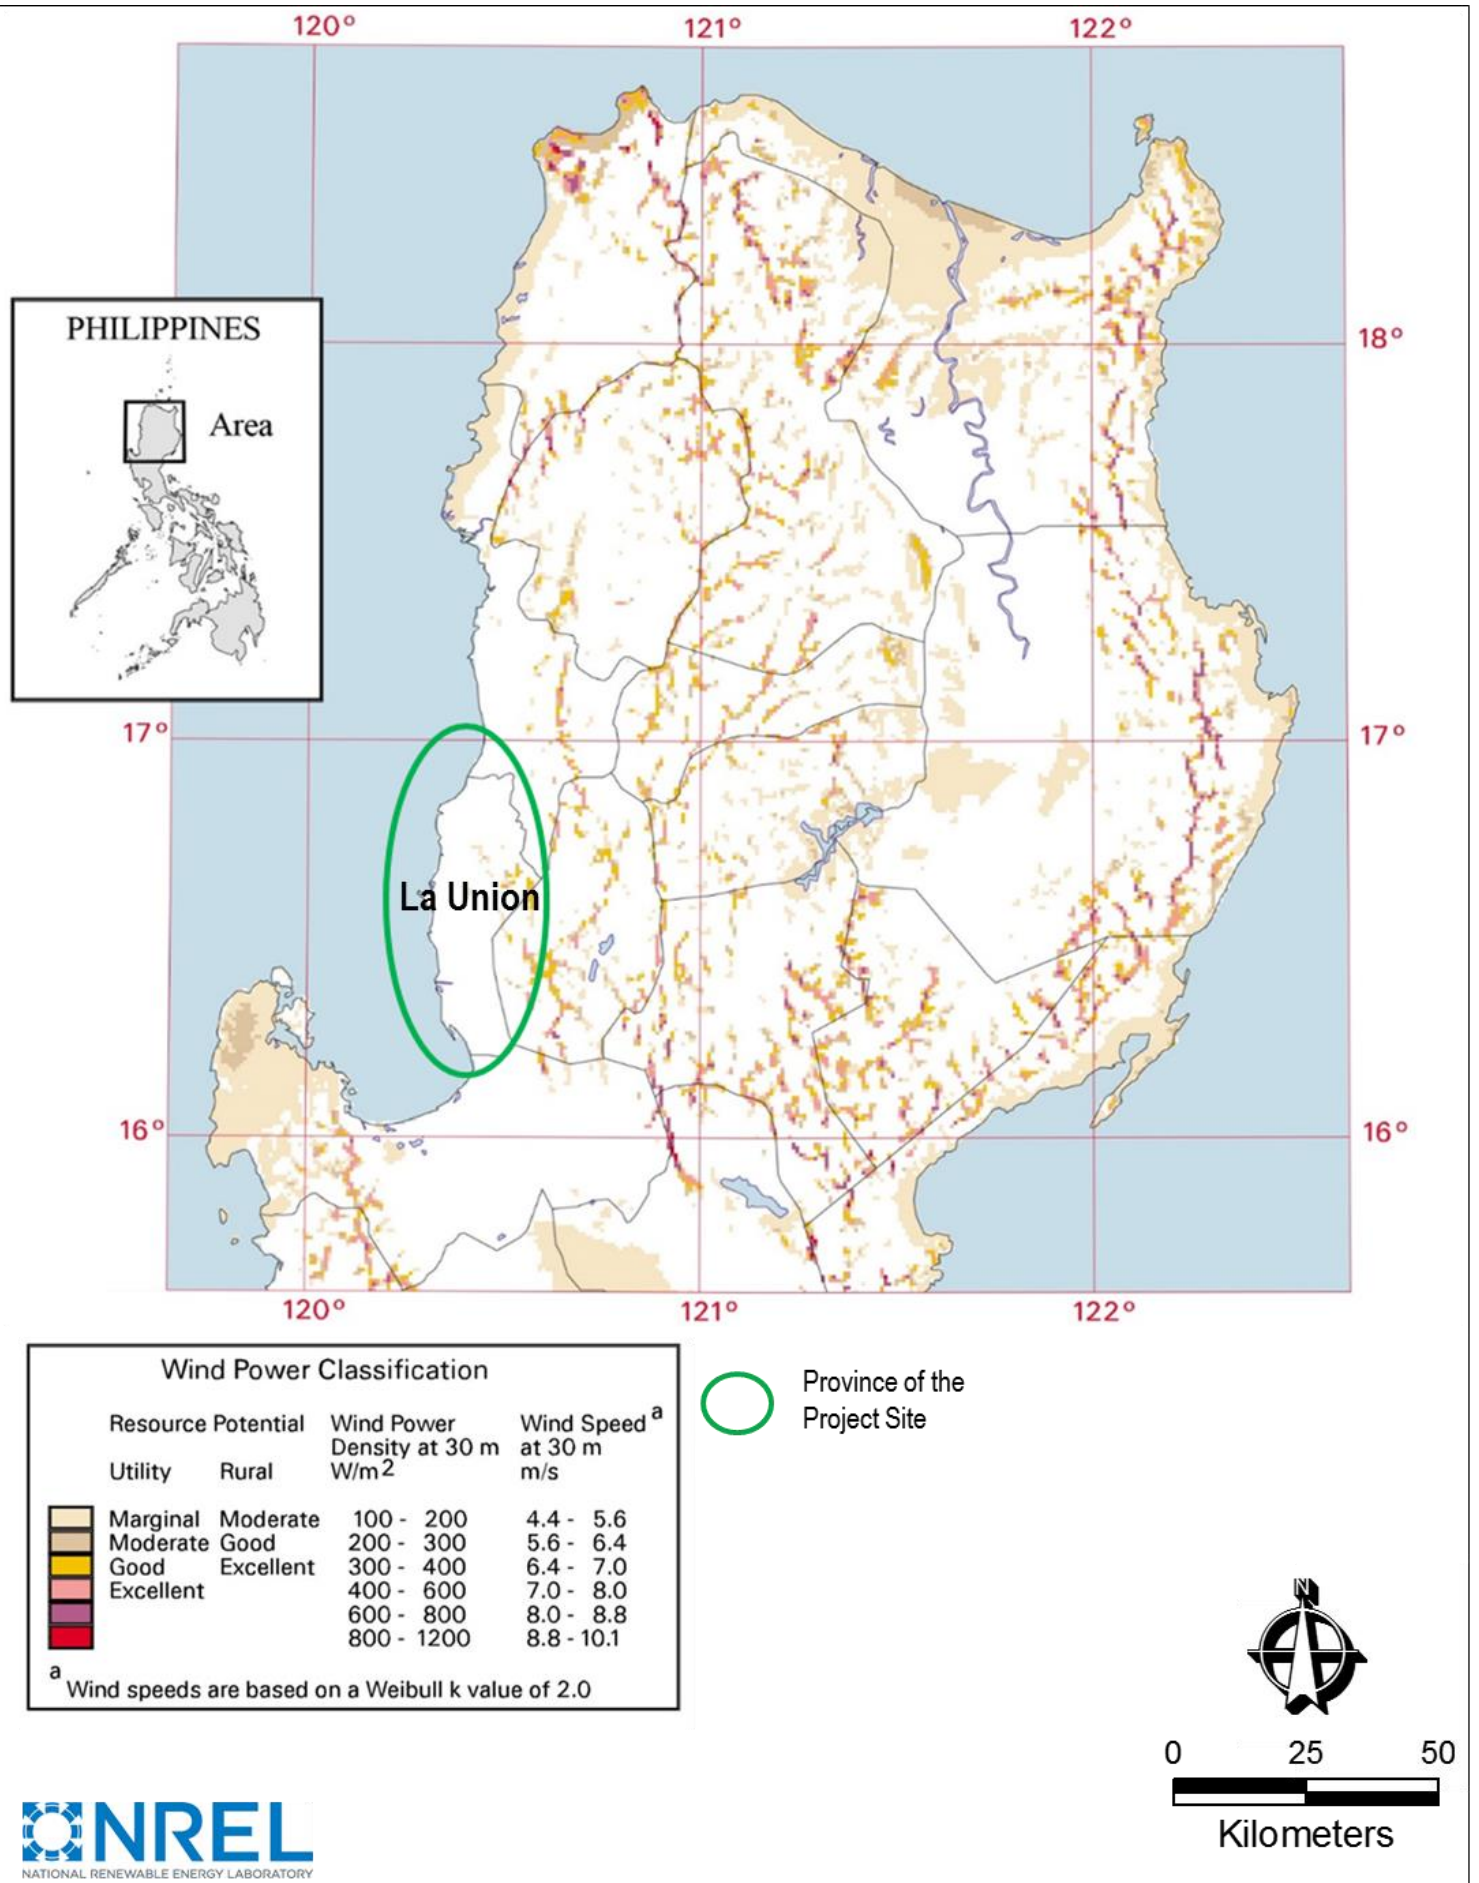 120° 121° 122°
PHILIPPINES
Area
18°
17° 17°
La Union
16° 16°
120° 121° 122°
Wind Power Classification
Resource Potential Wind Power Wind Speed a
Density at 30 m at 30 m
Utility Rural W/m2 m/s
Marginal Moderate 100 - 200 4.4 - 5.6
Moderate Good 200 - 300 5.6 - 6.4
Good Excellent 300 - 400 6.4 - 7.0
Excellent 400 - 600 7.0 - 8.0
600 - 800 8.0 - 8.8
800 - 1200 8.8 - 10.1
a Wind speeds are based on a Weibull k value of 2.0
Province of the
Project Site
N
0 25 50
Kilometers
NREL
NATIONAL RENEWABLE ENERGY LABORATORY